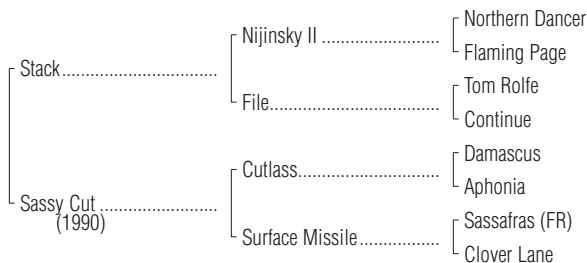 Northern Dancer
Nijinsky II
Flaming Page
Stack
Tom Rolfe
File
Continue
Damascus
Cutlass
Aphonia
Sassy Cut
(1990)
Sassafras (FR)
Surface Missile
Clover Lane